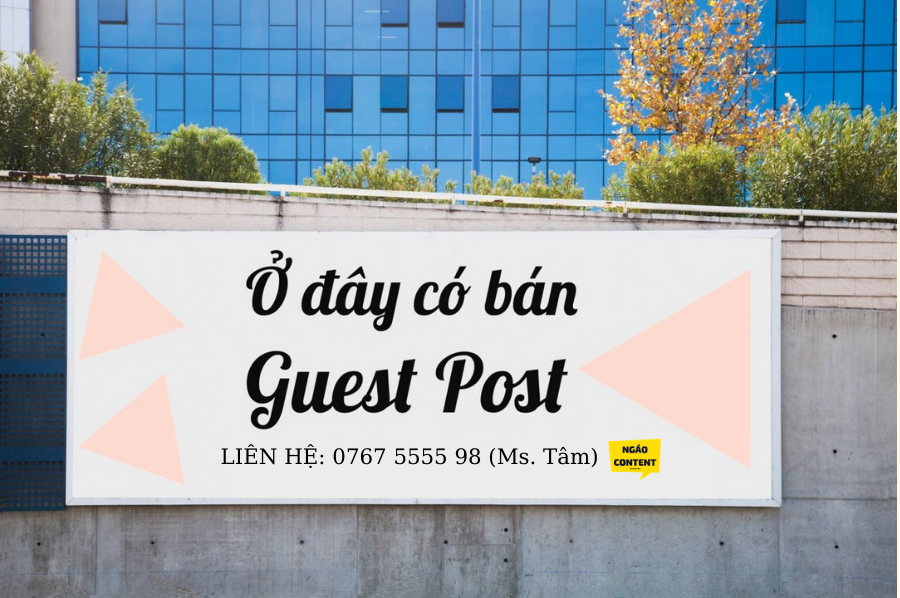 Ở đây có bán
Guest Post
LIÊN HỆ: 0767 5555 98 (Ms. Tâm)
NGÁO
CONTENT